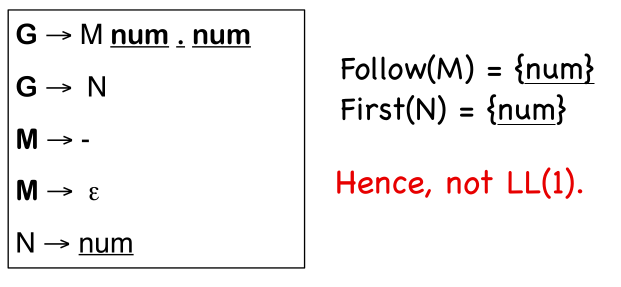 G → M num . num
G → N
M → -
M → ε
N → num
Follow(M) = {num}
First(N) = {num}
Hence, not LL(1).